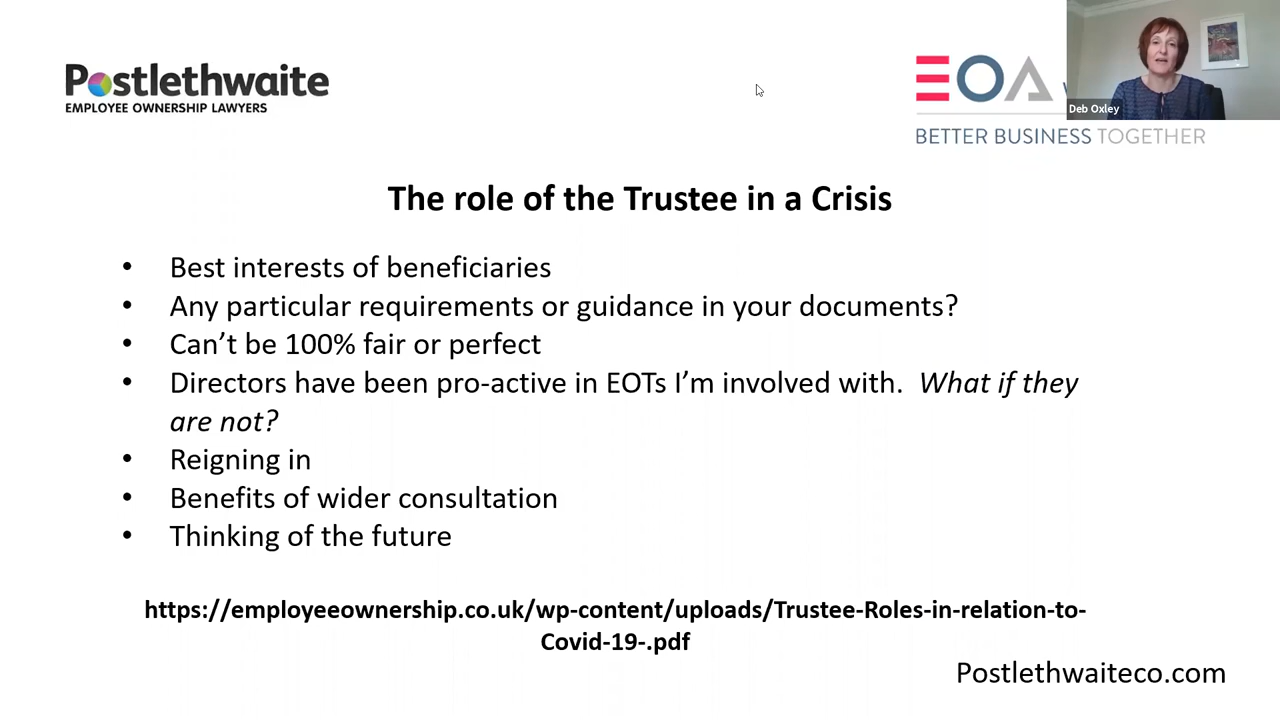 Postlethwaite
EMPLOYEE OWNERSHIP LAWYERS
EOA
BETTER BUSINESS TOGETHER
Deb Oxley
The role of the Trustee in a Crisis
• Best interests of beneficiaries
• Any particular requirements or guidance in your documents?
• Can’t be 100% fair or perfect
• Directors have been pro-active in EOTs I’m involved with. What if they
are not?
• Reigning in
• Benefits of wider consultation
• Thinking of the future
https://employeeownership.co.uk/wp-content/uploads/Trustee-Roles-in-relation-to-
Covid-19-.pdf
Postlethwaiteco.com